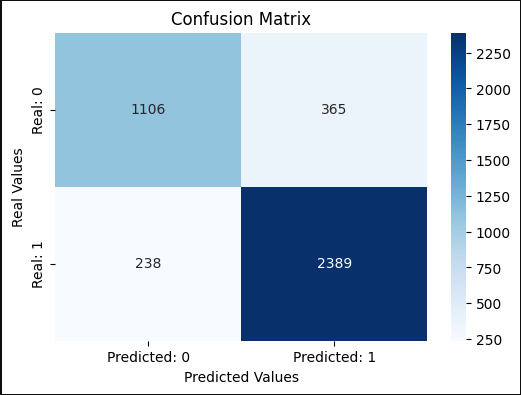 Confusion Matrix
Real Values
Real: 0
Real: 1
1106
365
238
2389
Predicted: 0
Predicted: 1
Predicted Values
2250
2000
1750
1500
1250
1000
750
500
250